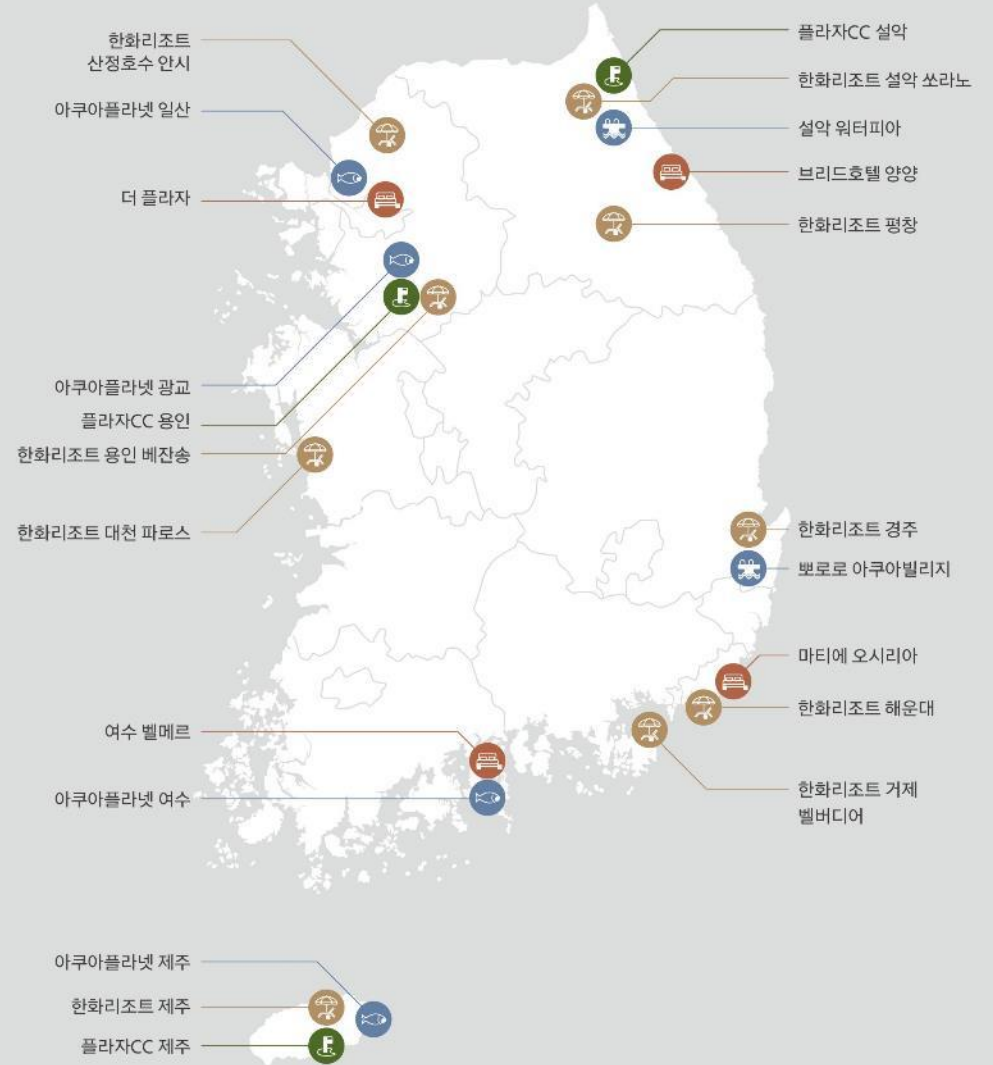 한화리조트
산정호수 안시
아쿠아플라넷 일산
더 플라자
아쿠아플라넷 광교
플라자CC 용인
한화리조트 용인 베잔송
한화리조트 대천 파로스
여수 벨메르
아쿠아플라넷 여수
아쿠아플라넷 제주
한화리조트 제주
플라자CC 제주
플라자CC 설악
한화리조트 설악 쏘라노
설악 워터피아
브리드호텔 양양
한화리조트 평창
한화리조트 경주
뽀로로 아쿠아빌리지
마티에 오시리아
한화리조트 해운대
한화리조트 거제
벨버디어